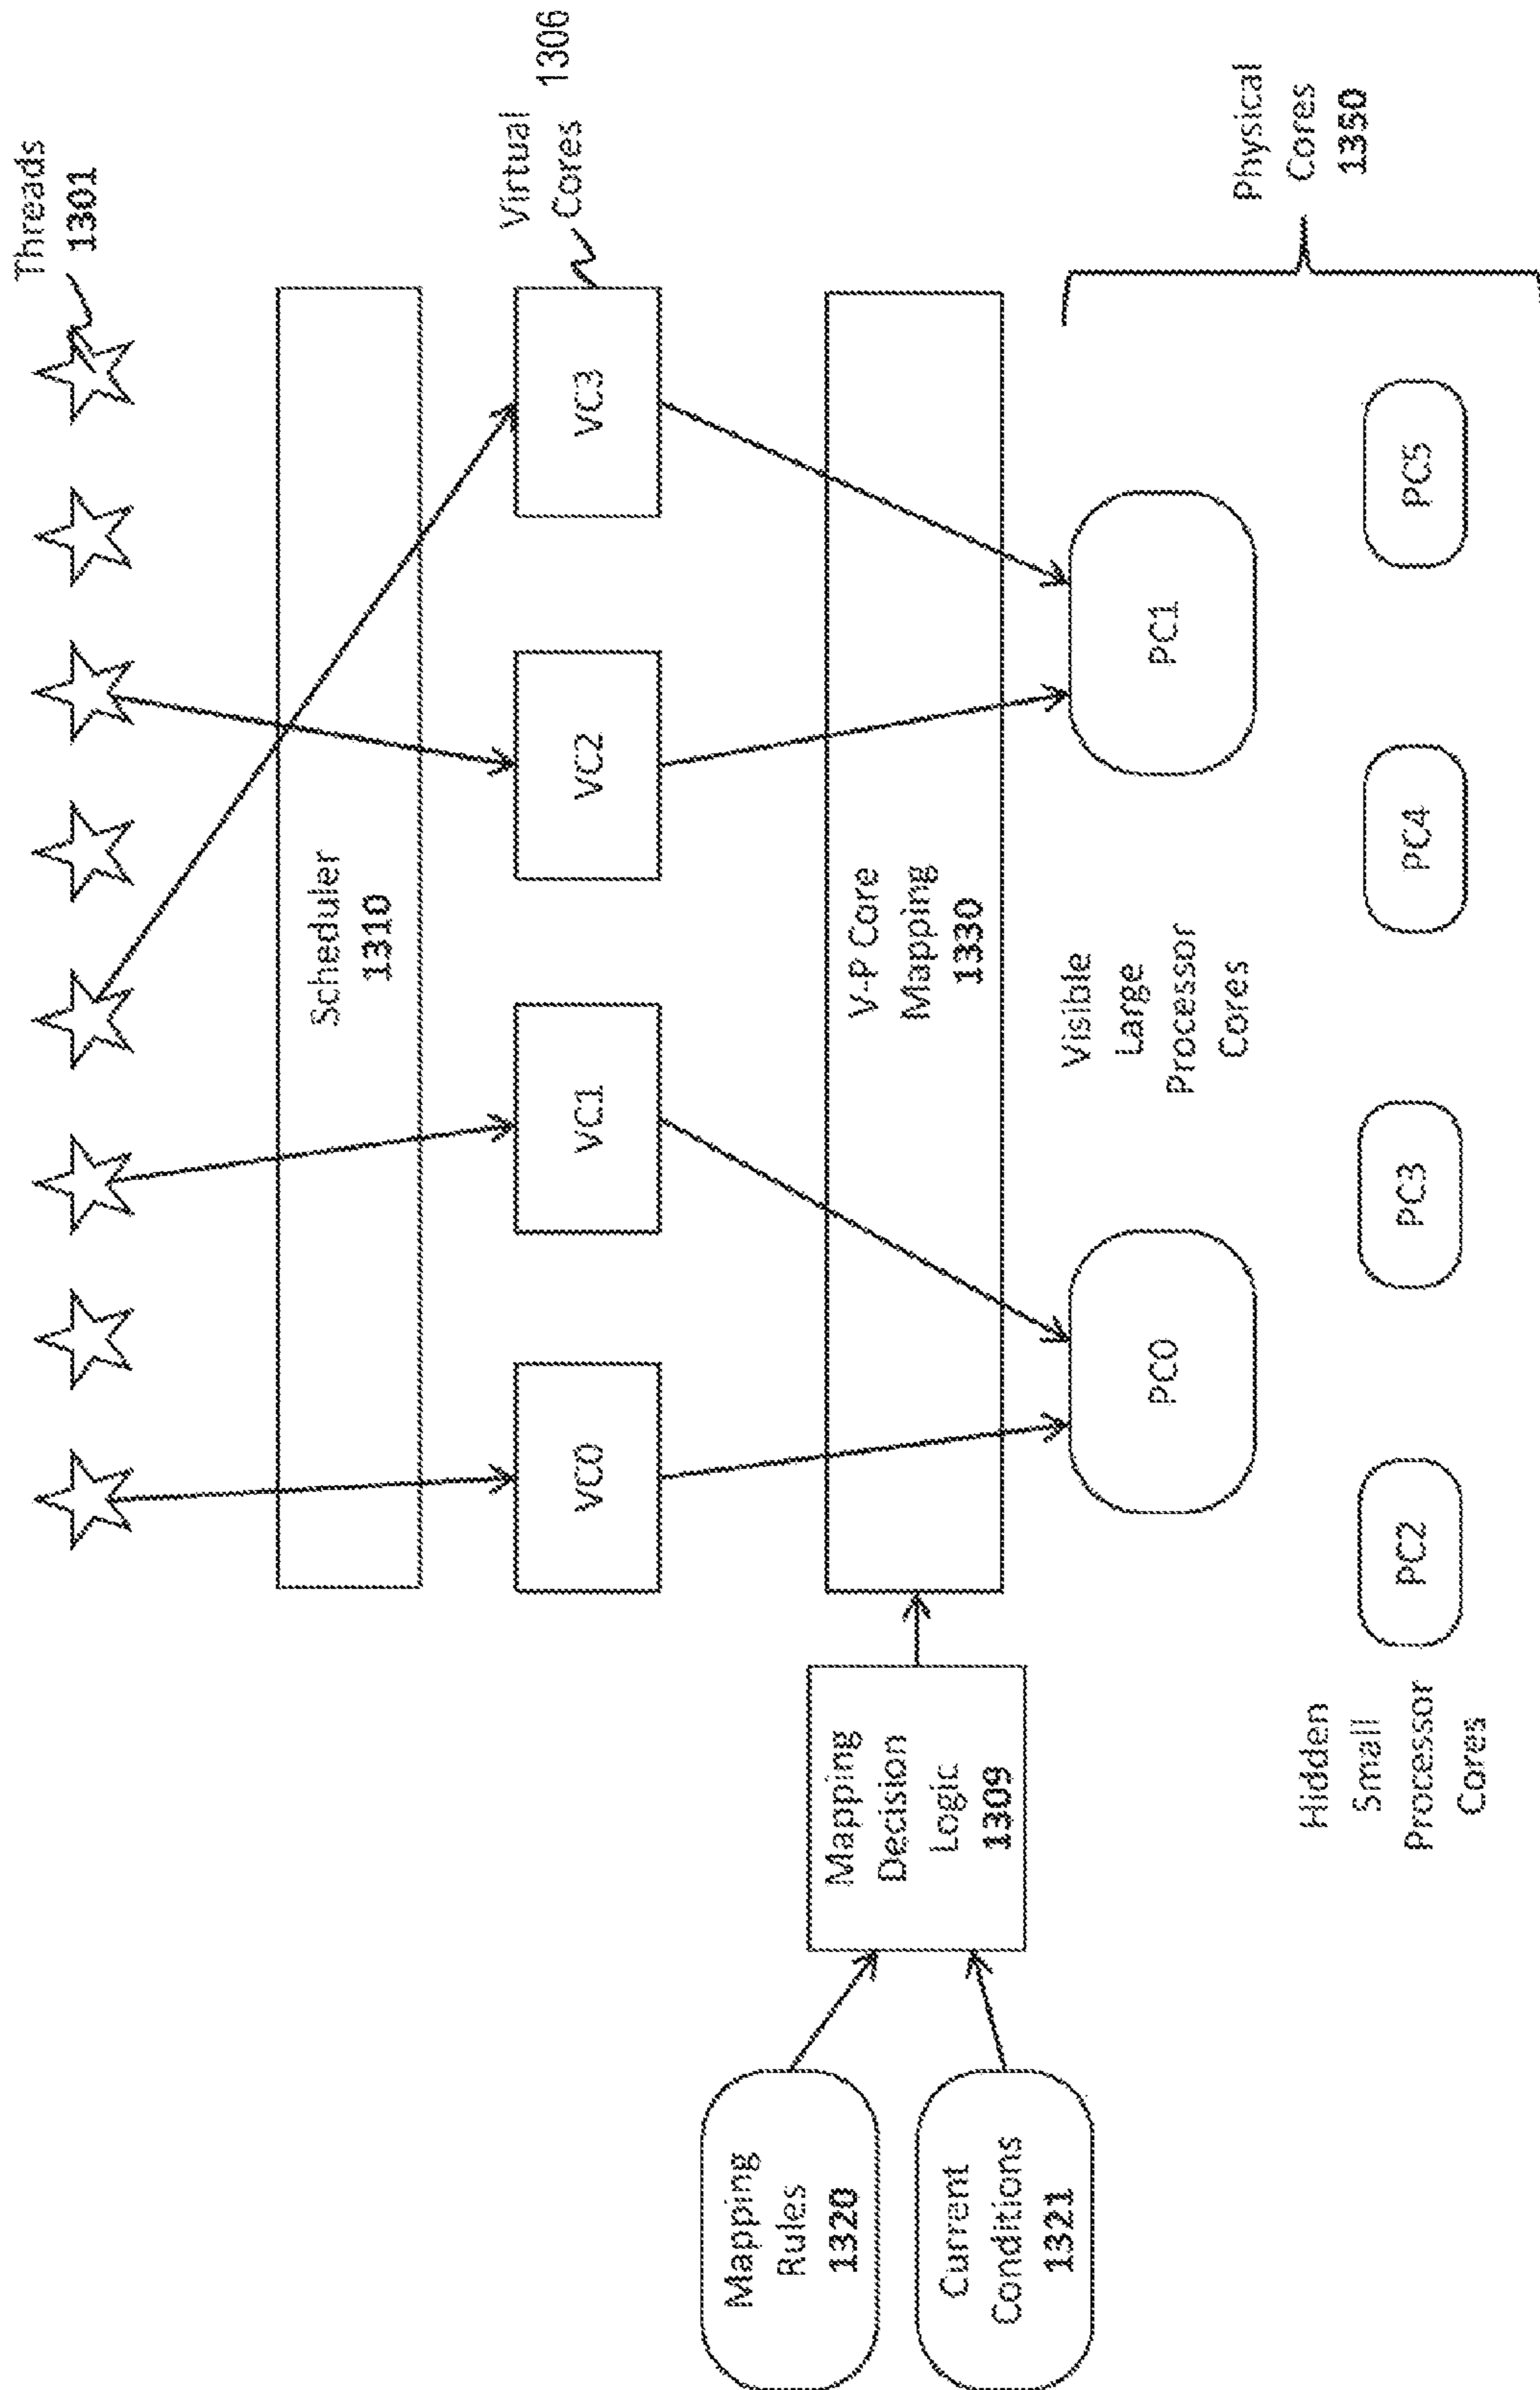 Threads
1301
Scheduler
1310
VC0
VC1
VC2
VC3
Virtual
Cores 1306
Mapping
Rules
1320
Current
Conditions
1321
Mapping
Decision
Logic
1309
V-P Core
Mapping
1330
PC0
Visible
Large
Processor
Cores
PC1
Physical
Cores
1350
Hidden
Small
Processor
Cores
PC2
PC3
PC4
PC5